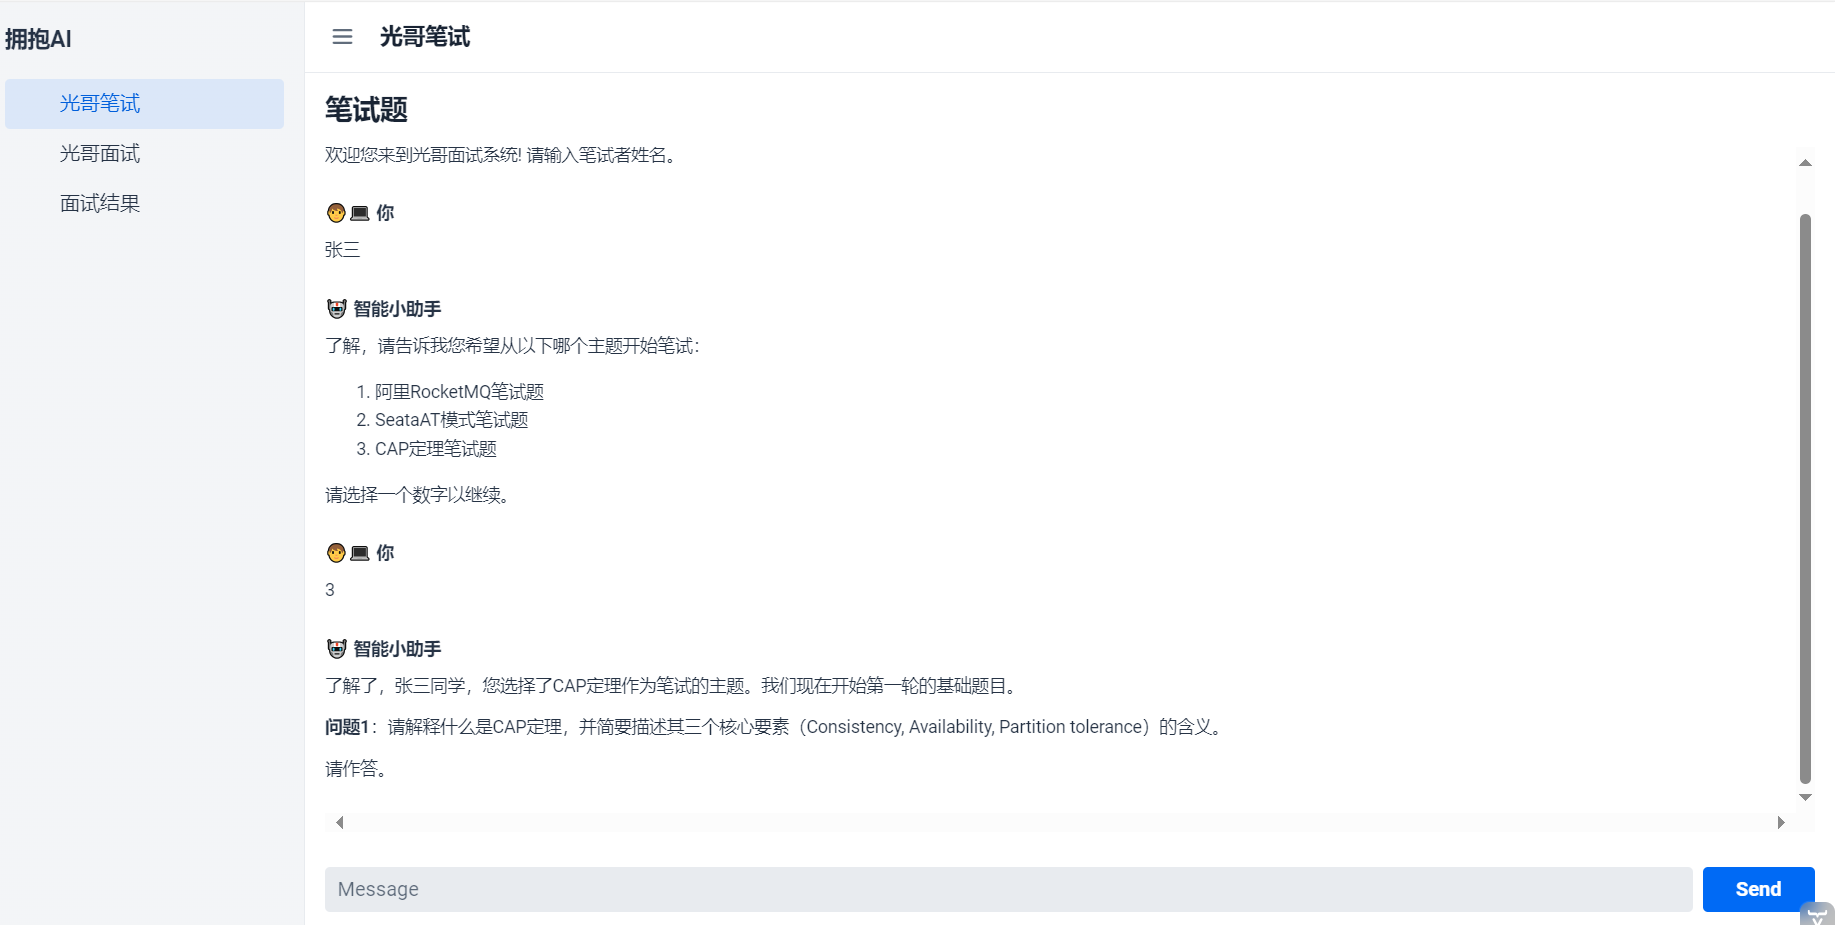 拥抱AI
光哥笔试
光哥面试
面试结果
光哥笔试
笔试题
欢迎您来到光哥面试系统! 请输入笔试者姓名。
你
张三
智能小助手
了解，请告诉我您希望从以下哪个主题开始笔试：
1. 阿里RocketMQ笔试题
2. SeataAT模式笔试题
3. CAP定理笔试题
请选择一个数字以继续。
你
3
智能小助手
了解了，张三同学，您选择了CAP定理作为笔试的主题。我们现在开始第一轮的基础题目。
问题1：请解释什么是CAP定理，并简要描述其三个核心要素（Consistency, Availability, Partition tolerance）的含义。
请作答。
Message
Send